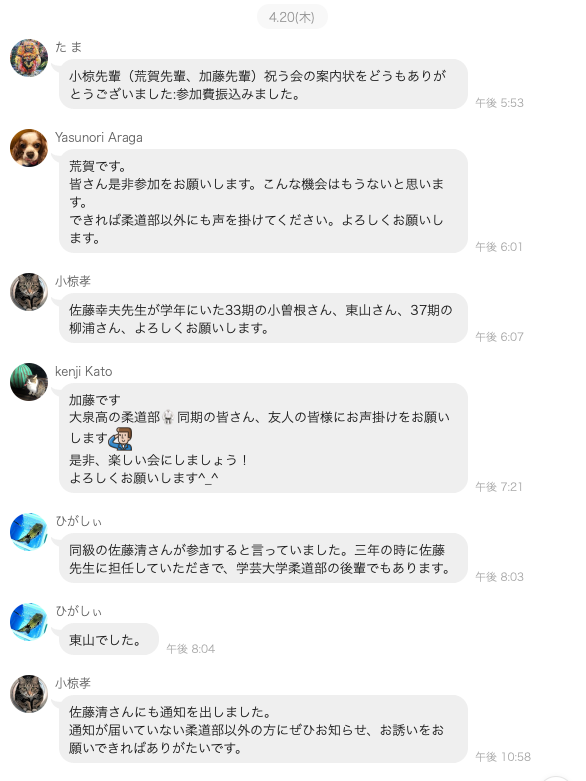 4.20(木)
た ま
小椋先輩（荒賀先輩、加藤先輩）祝う会の案内状をどうもありが
とうございました:参加費振込みました。
午後 5:53
Yasunori Araga
荒賀です。
皆さん是非参加をお願いします。こんな機会はもうないと思いま
す。
できれば柔道部以外にも声を掛けてください。よろしくお願いし
ます。
午後 6:01
小椋孝
佐藤幸夫先生が学年にいた33期の小曽根さん、東山さん、37期の
柳浦さん、よろしくお願いします。
午後 6:07
kenji Kato
加藤です
大泉高の柔道部🥋同期の皆さん、友人の皆様にお声掛けをお願い
します
是非、楽しい会にしましょう！
よろしくお願いします^_^
午後 7:21
ひがしぃ
同級の佐藤清さんが参加すると言っていました。三年の時に佐藤
先生に担任していただきで、学芸大学柔道部の後輩でもあります。
午後 8:03
ひがしぃ
東山でした。
午後 8:04
小椋孝
佐藤清さんにも通知を出しました。
通知が届いていない柔道部以外の方にぜひお知らせ、お誘いをお
願いできればありがたいです。
午後 10:58